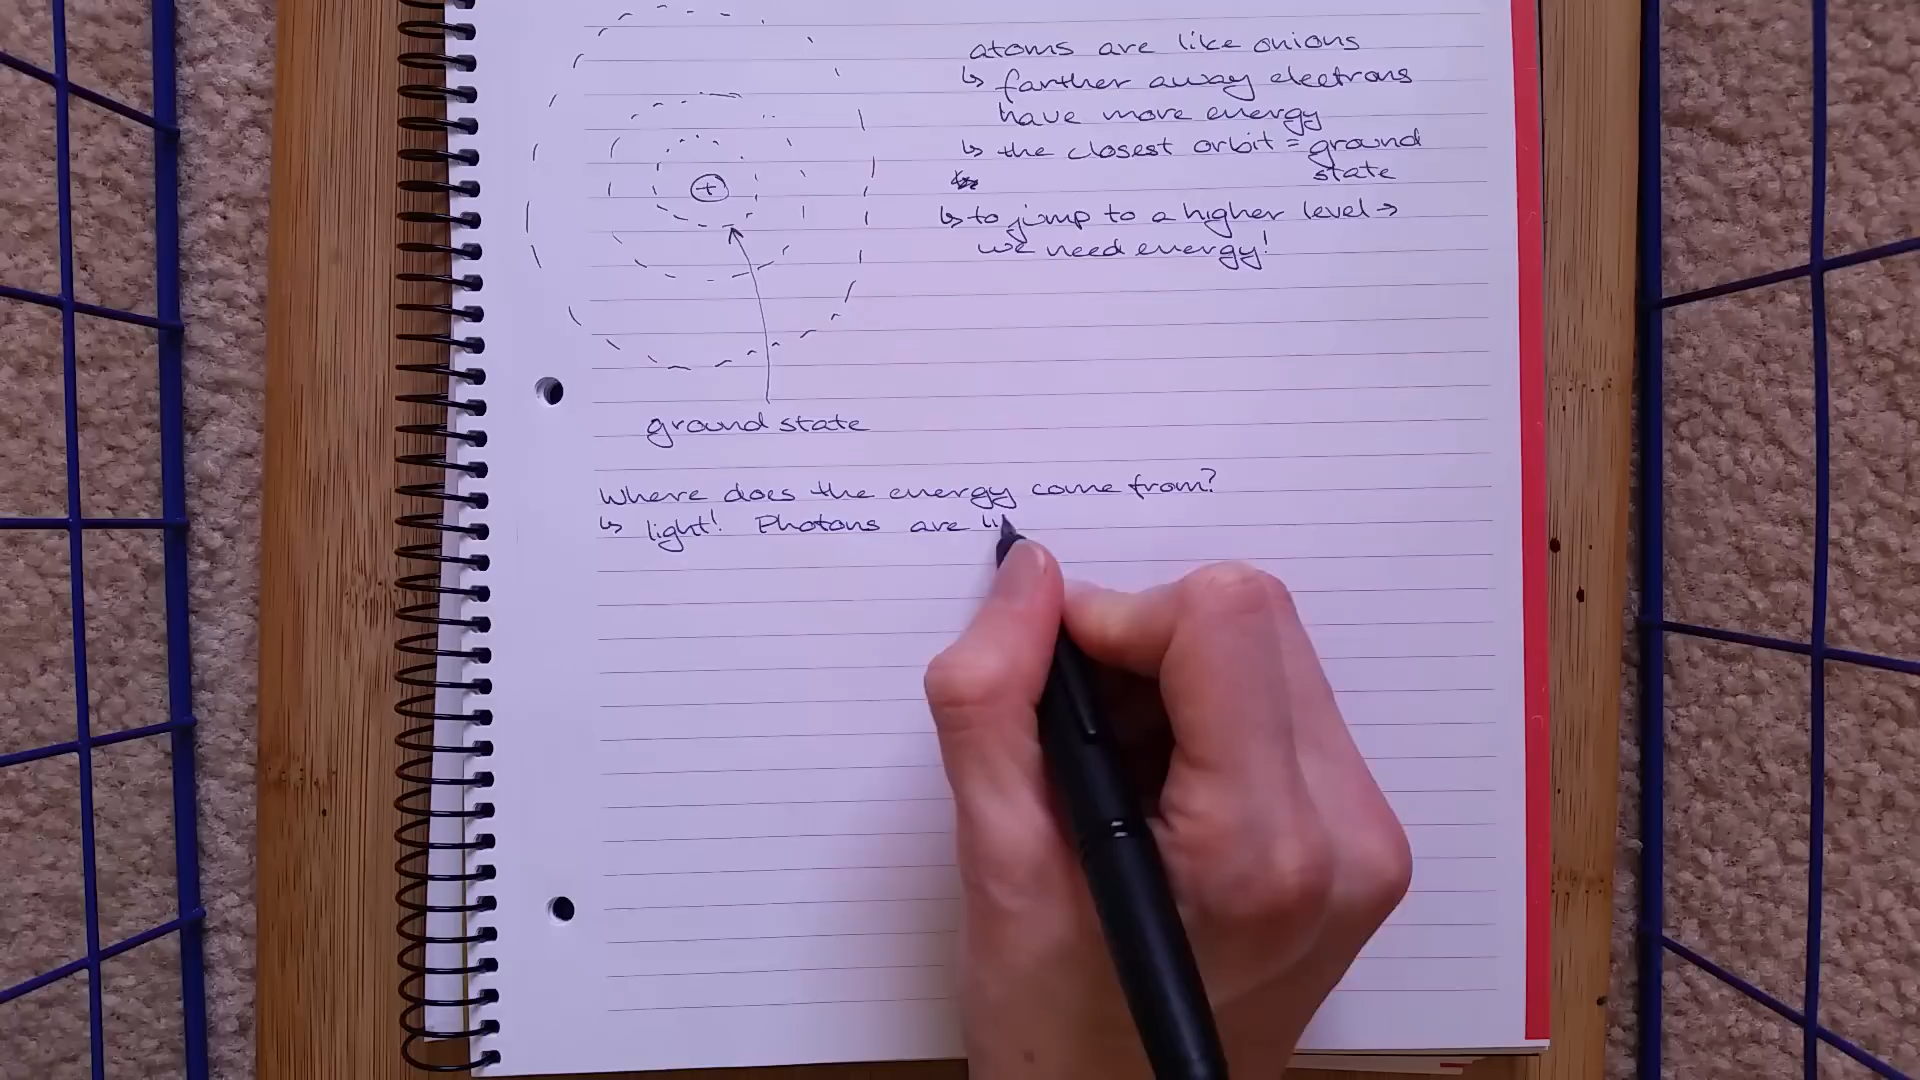 atoms are like onions
↳ farther away electrons
have more energy
↳ the closest orbit = ground
state
↳ to jump to a higher level →
we need energy!
+
ground state
Where does the energy come from?
↳ light! Photons are li